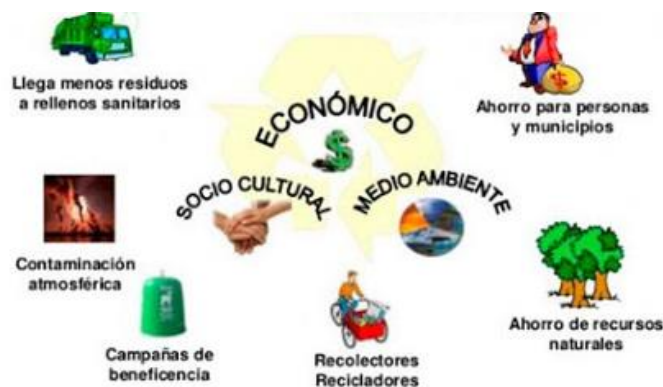 Llega menos residuos
a rellenos sanitarios
Ahorro para personas
y municipios
ECONÓMICO
$
SOCIO CULTURAL
MEDIO AMBIENTE
Contaminación
atmosférica
Campañas de
beneficencia
Recolectores
Recicladores
Ahorro de recursos
naturales